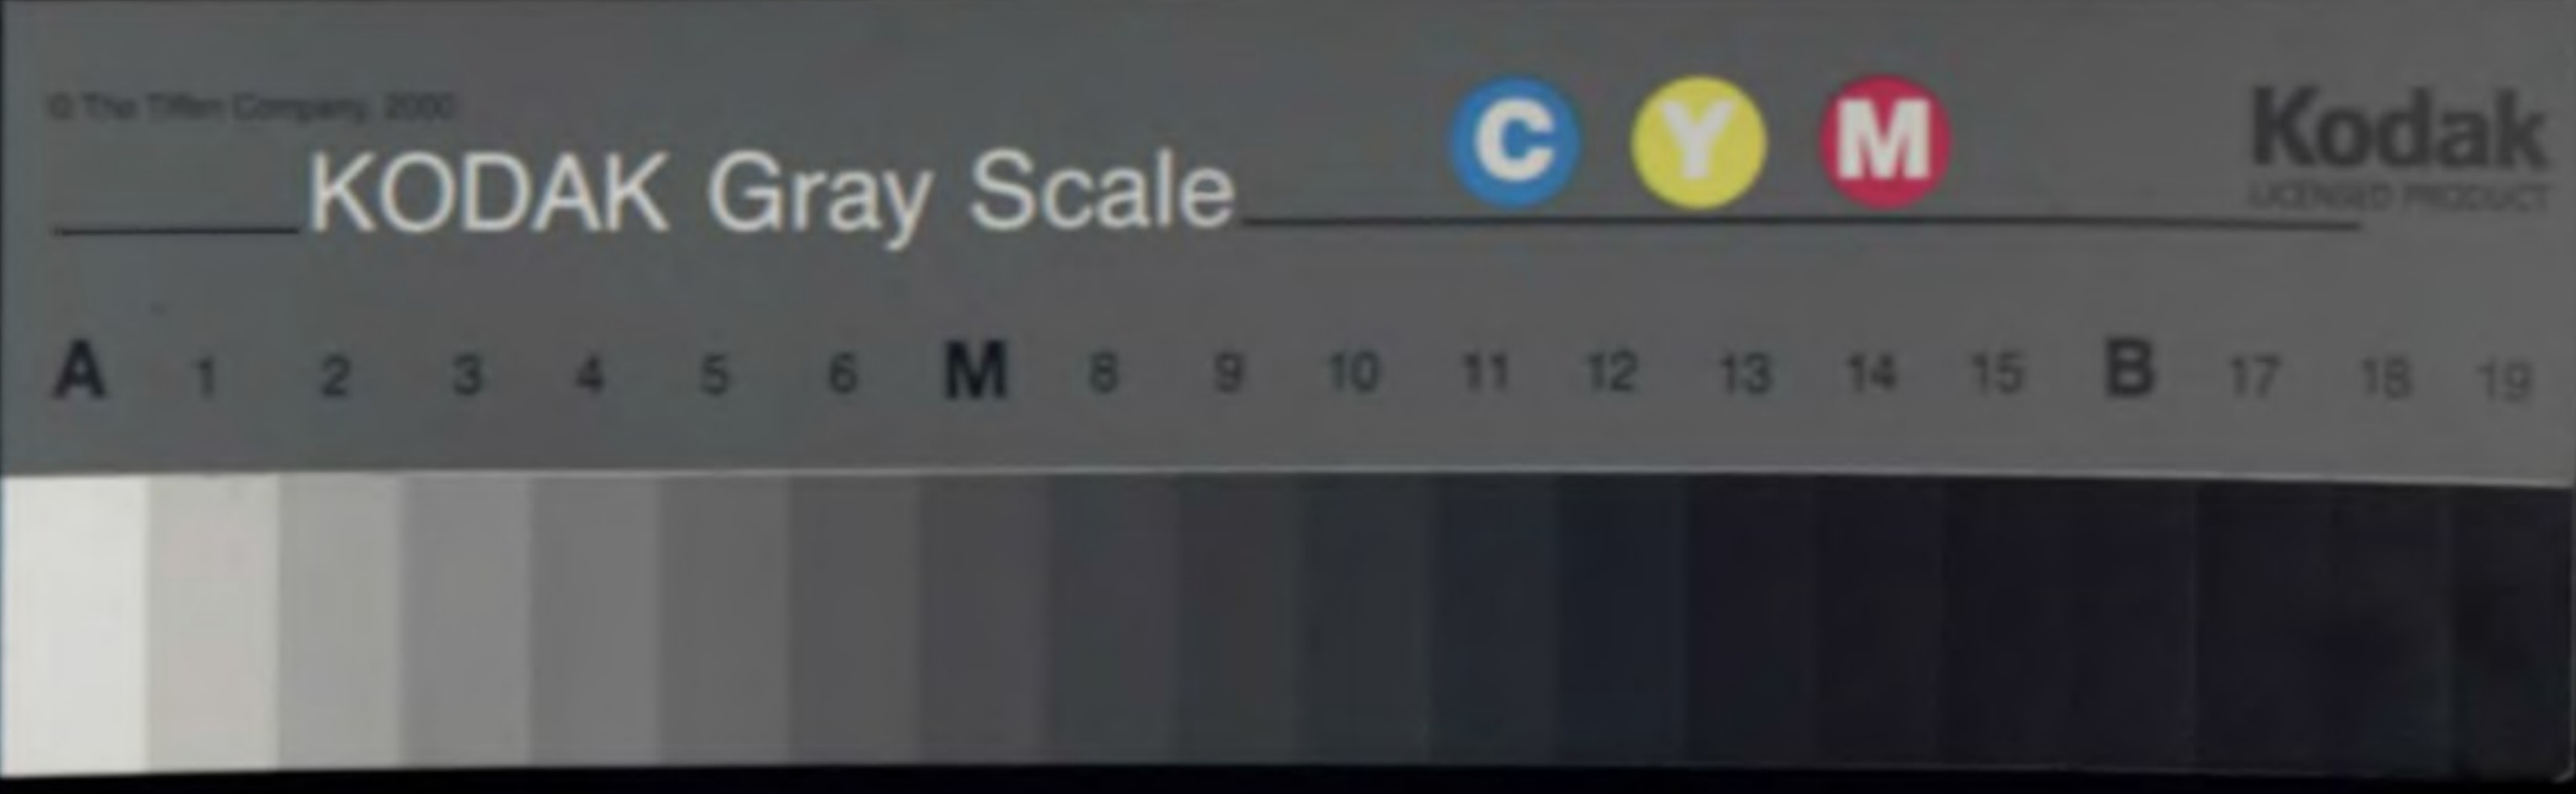 © The Tiffen Company, 2000
KODAK Gray Scale
C Y M
Kodak
LICENSED PRODUCT
A 1 2 3 4 5 6 M 8 9 10 11 12 13 14 15 B 17 18 19